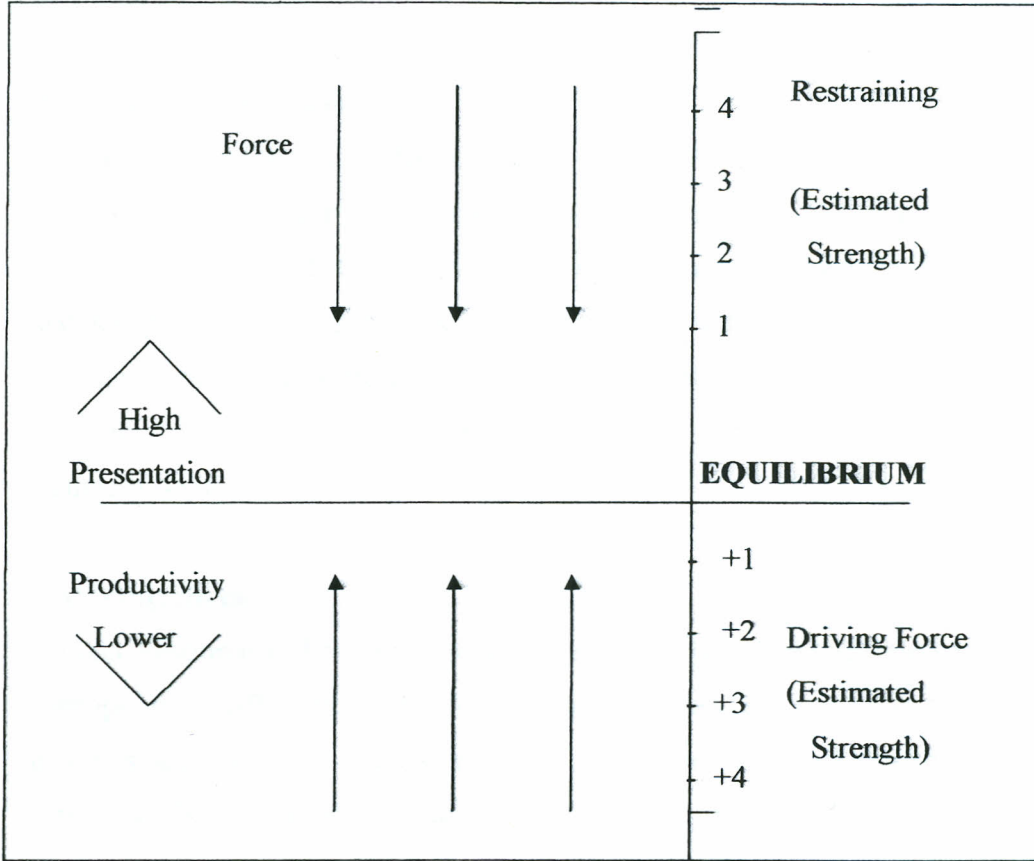 Restraining
4
Force
3
(Estimated
2
Strength)
1
High
Presentation
EQUILIBRIUM
+1
Productivity
Lower
+2
Driving Force
+3
(Estimated
Strength)
+4